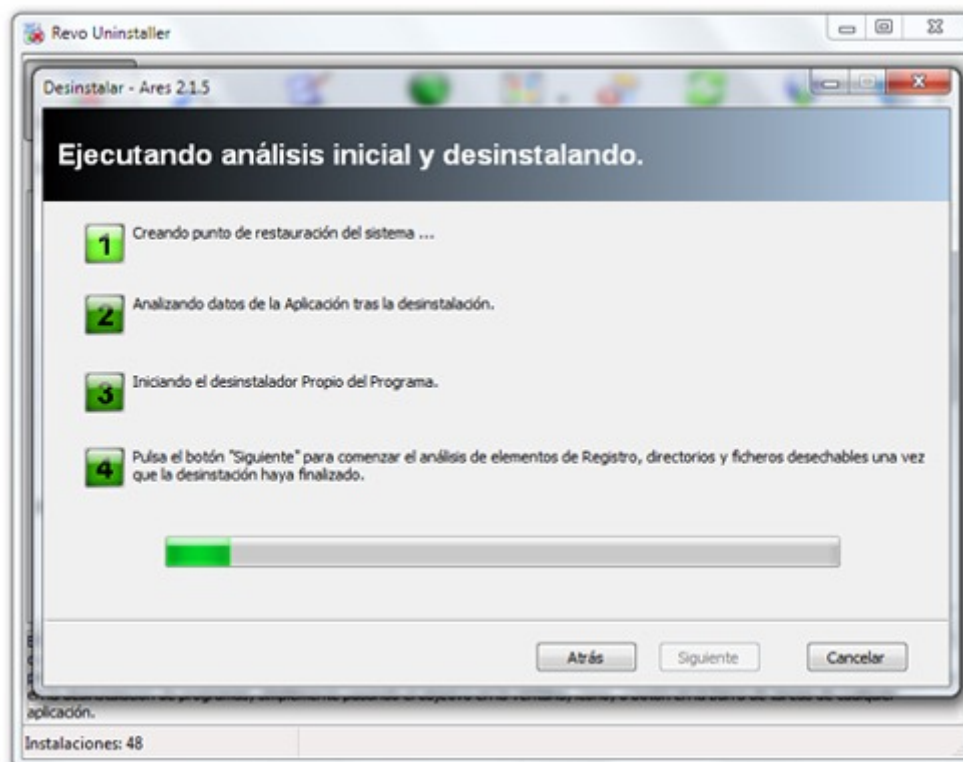 Revo Uninstaller
Desinstalar - Ares 2.1.5
Ejecutando análisis inicial y desinstalando.
1 Creando punto de restauración del sistema ...
2 Analizando datos de la Aplicación tras la desinstalación.
3 Iniciando el desinstalador Propio del Programa.
4 Pulsa el botón "Siguiente" para comenzar el análisis de elementos de Registro, directorios y ficheros desechables una vez
que la desinstación haya finalizado.
Atrás Siguiente Cancelar
aplicación.
Instalaciones: 48